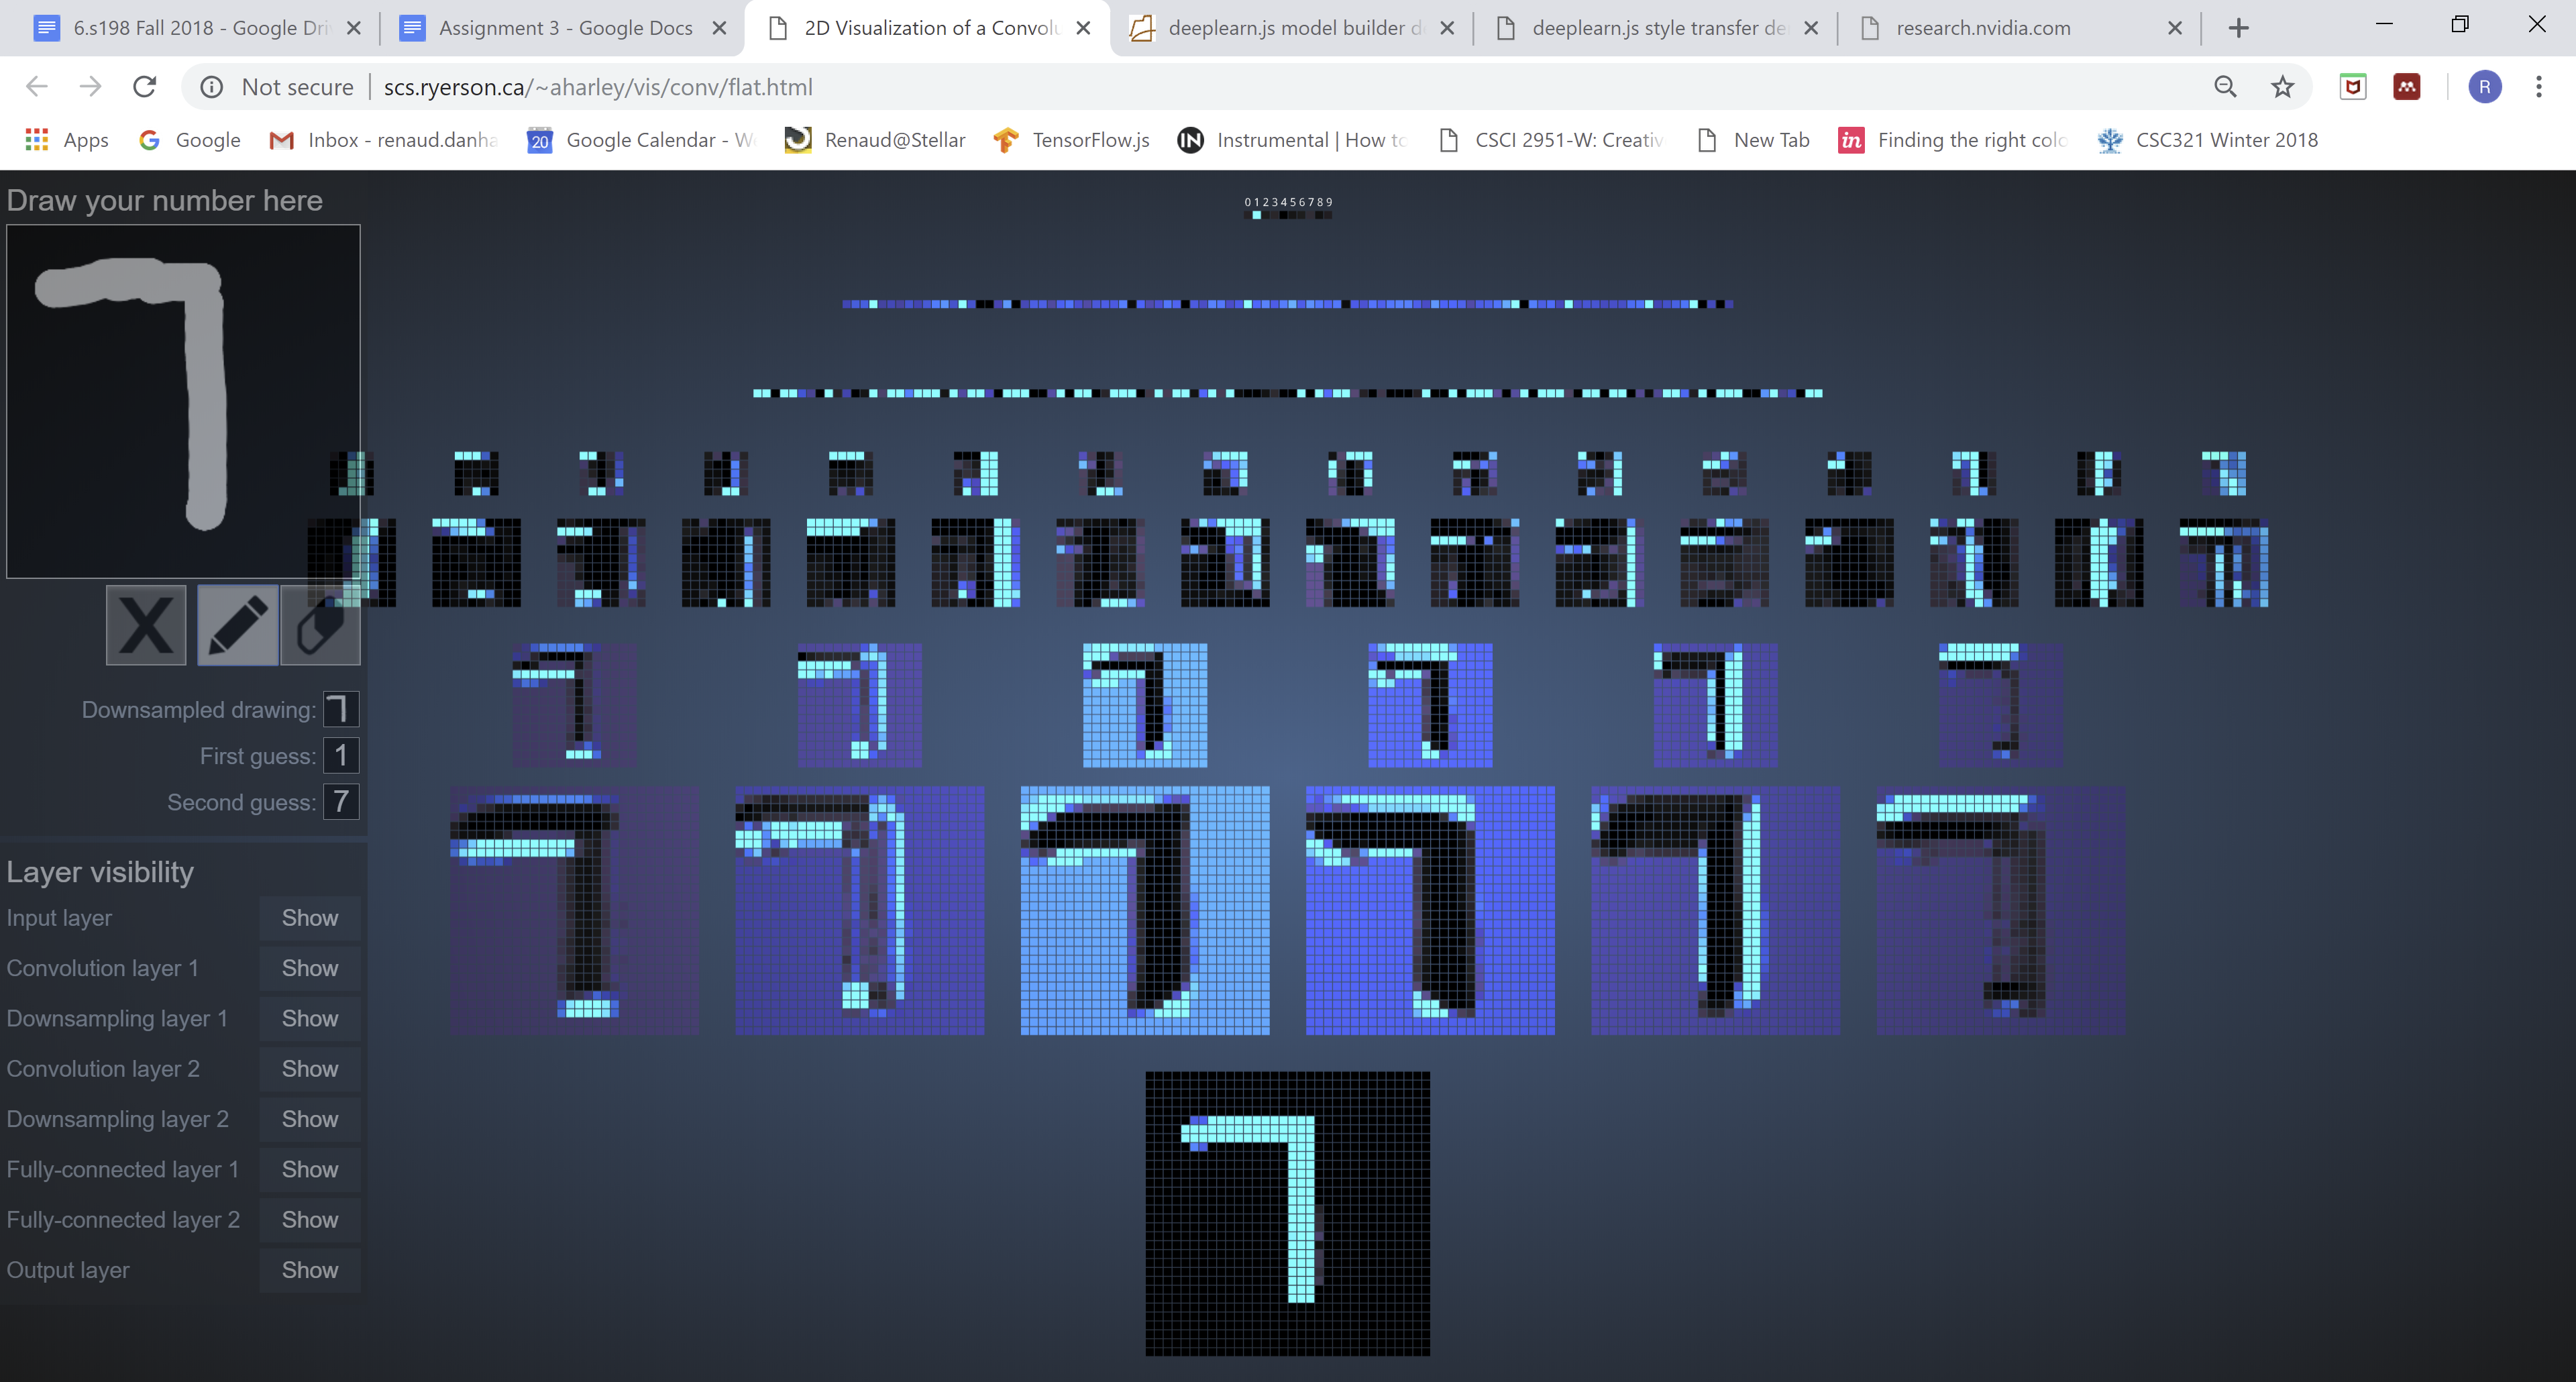 6.s198 Fall 2018 - Google Dri
Assignment 3 - Google Docs
2D Visualization of a Convolu
deeplearn.js model builder d
deeplearn.js style transfer de
research.nvidia.com
Not secure scs.ryerson.ca/~aharley/vis/conv/flat.html
R
Apps
Google
Inbox - renaud.danha
20 Google Calendar - We
Renaud@Stellar
TensorFlow.js
IN Instrumental | How to
CSCI 2951-W: Creativ
New Tab
in Finding the right colo
CSC321 Winter 2018
Draw your number here
0 1 2 3 4 5 6 7 8 9
X
Downsampled drawing: 7
First guess: 1
Second guess: 7
Layer visibility
Input layer Show
Convolution layer 1 Show
Downsampling layer 1 Show
Convolution layer 2 Show
Downsampling layer 2 Show
Fully-connected layer 1 Show
Fully-connected layer 2 Show
Output layer Show